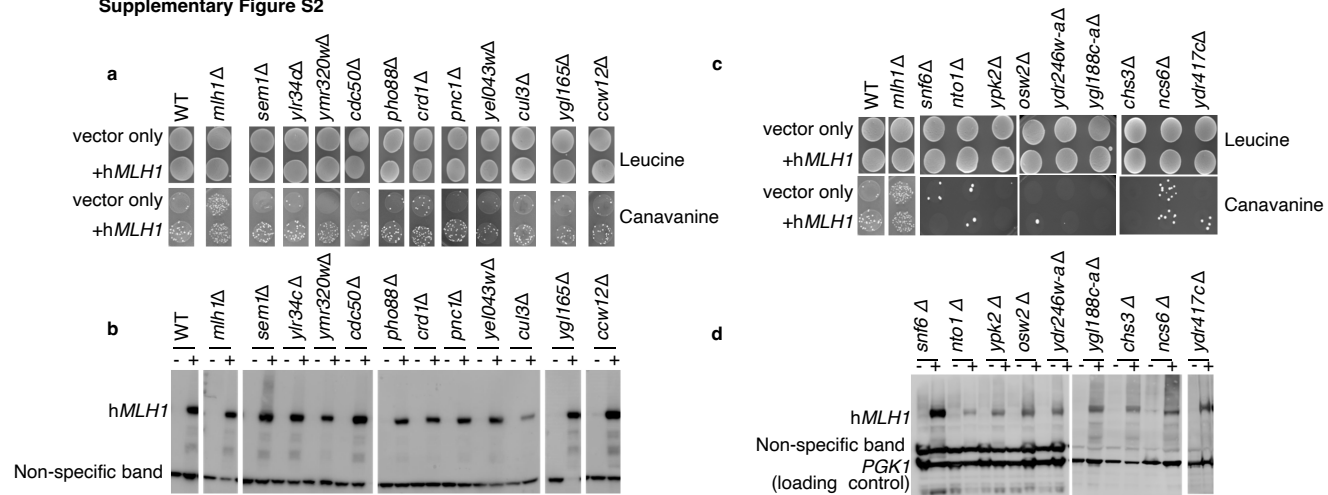 Supplementary Figure S2
a
WT
mlh1Δ
sem1Δ
ylr34cΔ
ymr320wΔ
cdc50Δ
pho88Δ
crd1Δ
pnc1Δ
yel043wΔ
cul3Δ
ygl165Δ
ccw12Δ
vector only
+hMLH1
Leucine
vector only
+hMLH1
Canavanine
b
WT
mlh1Δ
sem1Δ
ylr34cΔ
ymr320wΔ
cdc50Δ
pho88Δ
crd1Δ
pnc1Δ
yel043wΔ
cul3Δ
ygl165Δ
ccw12Δ
- + - + - + - + - + - + - + - + - + - + - + - + - +
hMLH1
Non-specific band
c
WT
mlh1Δ
snf6Δ
nto1Δ
ypk2Δ
osw2Δ
ydr246w-aΔ
ygl188c-aΔ
chs3Δ
ncs6Δ
ydr417cΔ
vector only
+hMLH1
Leucine
vector only
+hMLH1
Canavanine
d
snf6 Δ
nto1 Δ
ypk2 Δ
osw2 Δ
ydr246w-aΔ
ygl188c-aΔ
chs3 Δ
ncs6 Δ
ydr417cΔ
- + - + - + - + - + - + - + - + - +
hMLH1
Non-specific band
PGK1
(loading control)